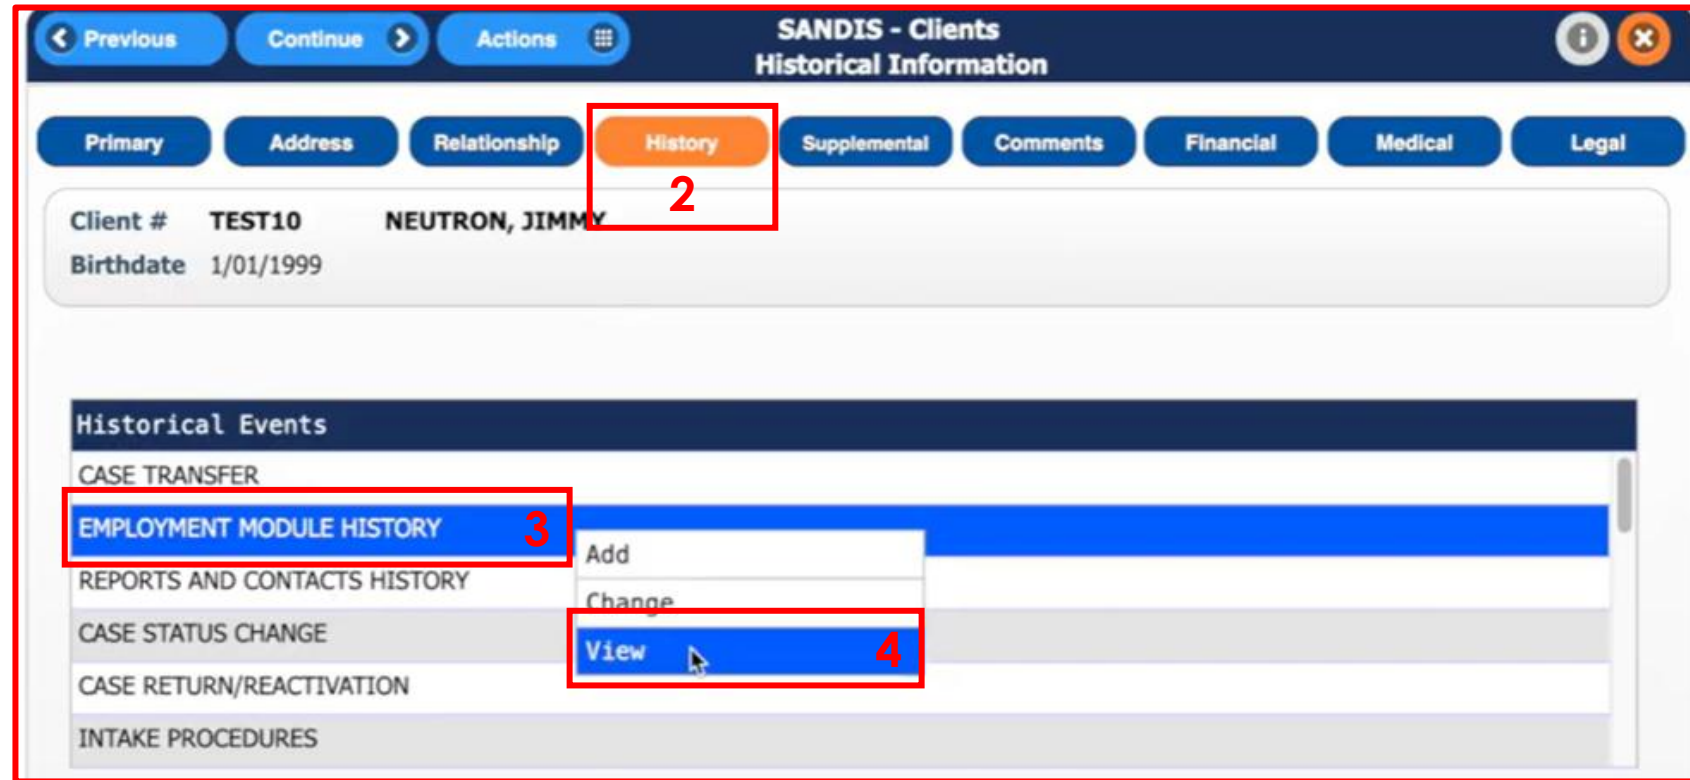 Previous Continue Actions SANDIS - Clients
Historical Information
Primary Address Relationship History Supplemental Comments Financial Medical Legal
2
Client # TEST10 NEUTRON, JIMMY
Birthdate 1/01/1999
Historical Events
CASE TRANSFER
EMPLOYMENT MODULE HISTORY 3
Add
REPORTS AND CONTACTS HISTORY
Change
CASE STATUS CHANGE
View 4
CASE RETURN/REACTIVATION
INTAKE PROCEDURES